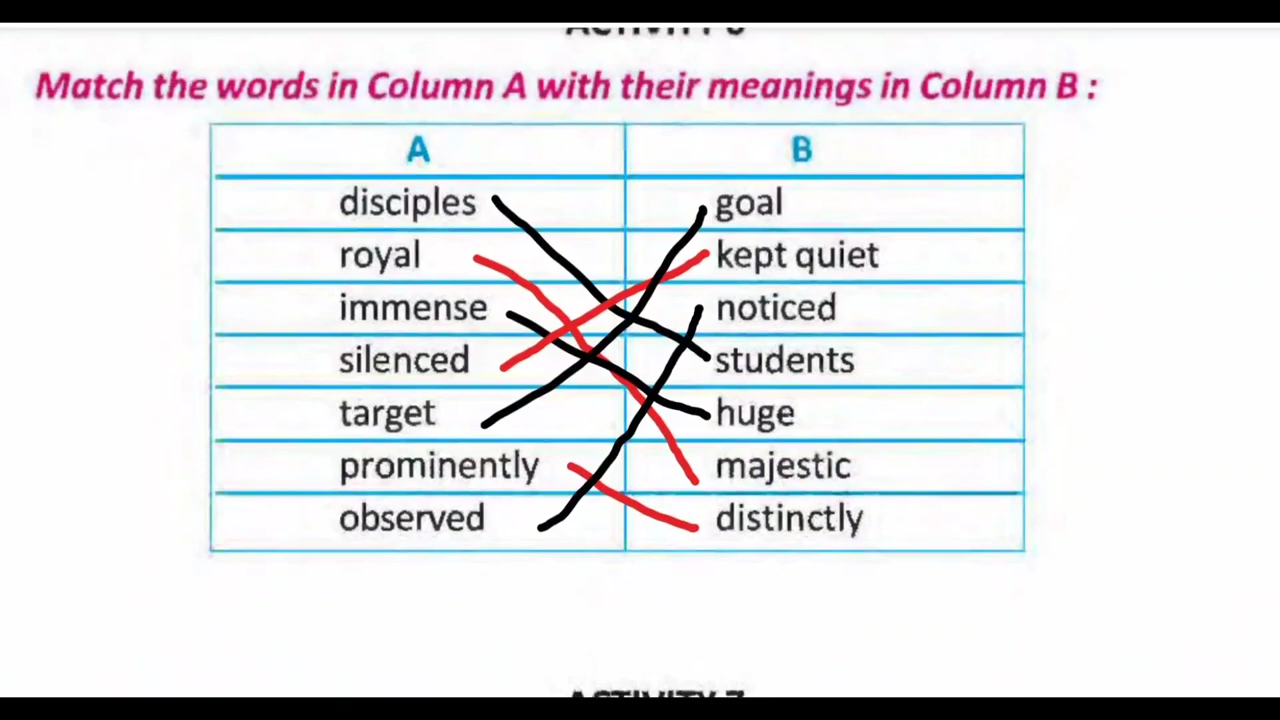 Match the words in Column A with their meanings in Column B :
A B
disciples goal
royal kept quiet
immense noticed
silenced students
target huge
prominently majestic
observed distinctly